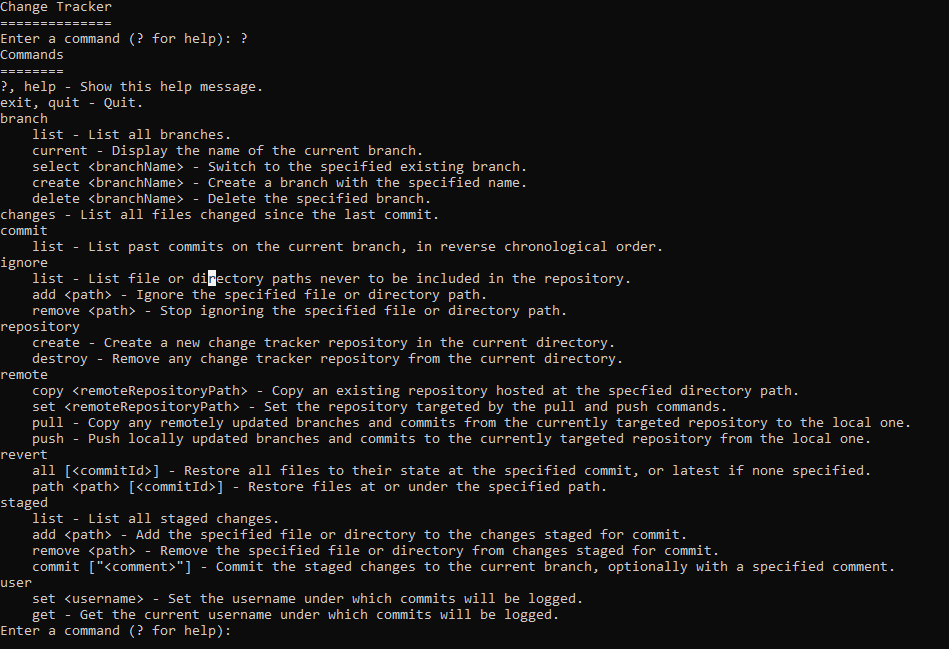 Change Tracker
==============
Enter a command (? for help): ?
Commands
========
?, help - Show this help message.
exit, quit - Quit.
branch
    list - List all branches.
    current - Display the name of the current branch.
    select <branchName> - Switch to the specified existing branch.
    create <branchName> - Create a branch with the specified name.
    delete <branchName> - Delete the specified branch.
changes - List all files changed since the last commit.
commit
    list - List past commits on the current branch, in reverse chronological order.
ignore
    list - List file or directory paths never to be included in the repository.
    add <path> - Ignore the specified file or directory path.
    remove <path> - Stop ignoring the specified file or directory path.
repository
    create - Create a new change tracker repository in the current directory.
    destroy - Remove any change tracker repository from the current directory.
remote
    copy <remoteRepositoryPath> - Copy an existing repository hosted at the specfied directory path.
    set <remoteRepositoryPath> - Set the repository targeted by the pull and push commands.
    pull - Copy any remotely updated branches and commits from the currently targeted repository to the local one.
    push - Push locally updated branches and commits to the currently targeted repository from the local one.
revert
    all [<commitId>] - Restore all files to their state at the specified commit, or latest if none specified.
    path <path> [<commitId>] - Restore files at or under the specified path.
staged
    list - List all staged changes.
    add <path> - Add the specified file or directory to the changes staged for commit.
    remove <path> - Remove the specified file or directory from changes staged for commit.
    commit ["<comment>"] - Commit the staged changes to the current branch, optionally with a specified comment.
user
    set <username> - Set the username under which commits will be logged.
    get - Get the current username under which commits will be logged.
Enter a command (? for help):